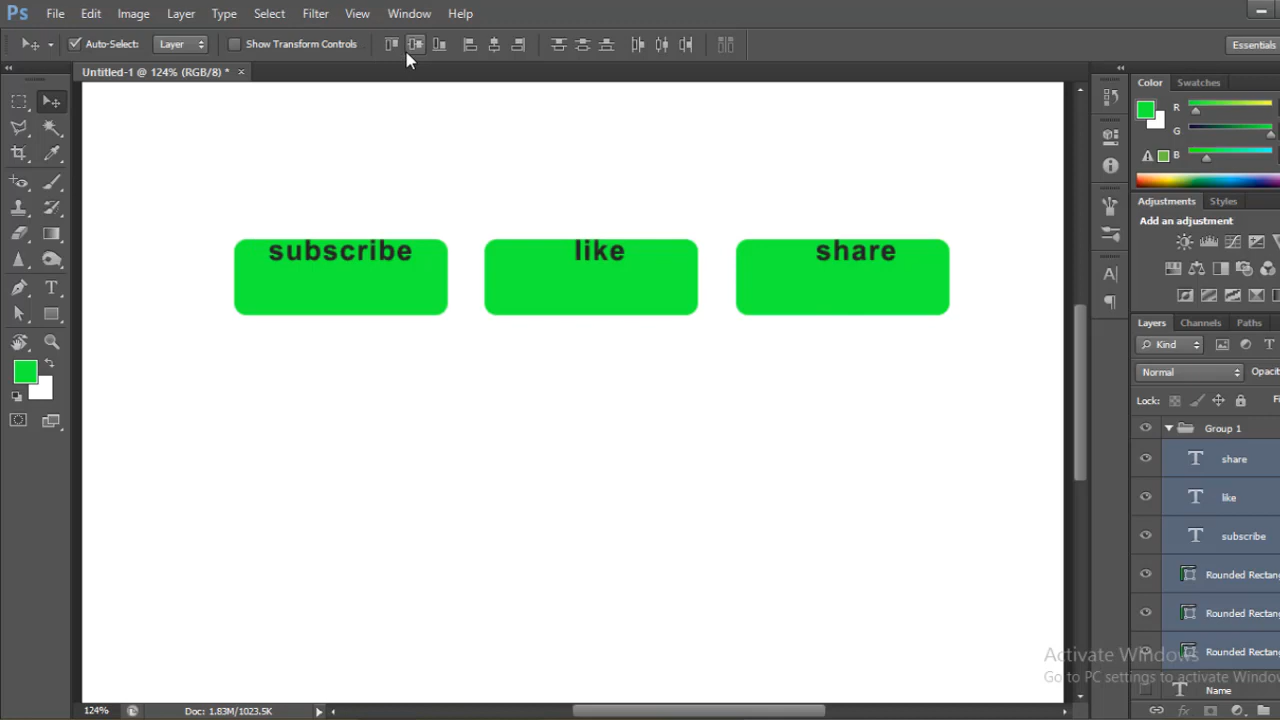 Ps File Edit Image Layer Type Select Filter View Window Help
Auto-Select: Layer Show Transform Controls Essentials
Untitled-1 @ 124% (RGB/8) * ×
Color Swatches
R
G
B
subscribe like share
Adjustments Styles
Add an adjustment
Layers Channels Paths
Kind
Normal Opaci
Lock: Fi
Group 1
T share
T like
T subscribe
Rounded Rectang
Rounded Rectang
Rounded Rectang
T Name
Activate Windows
Go to PC settings to activate Window
124% Doc: 1.83M/1023.5K